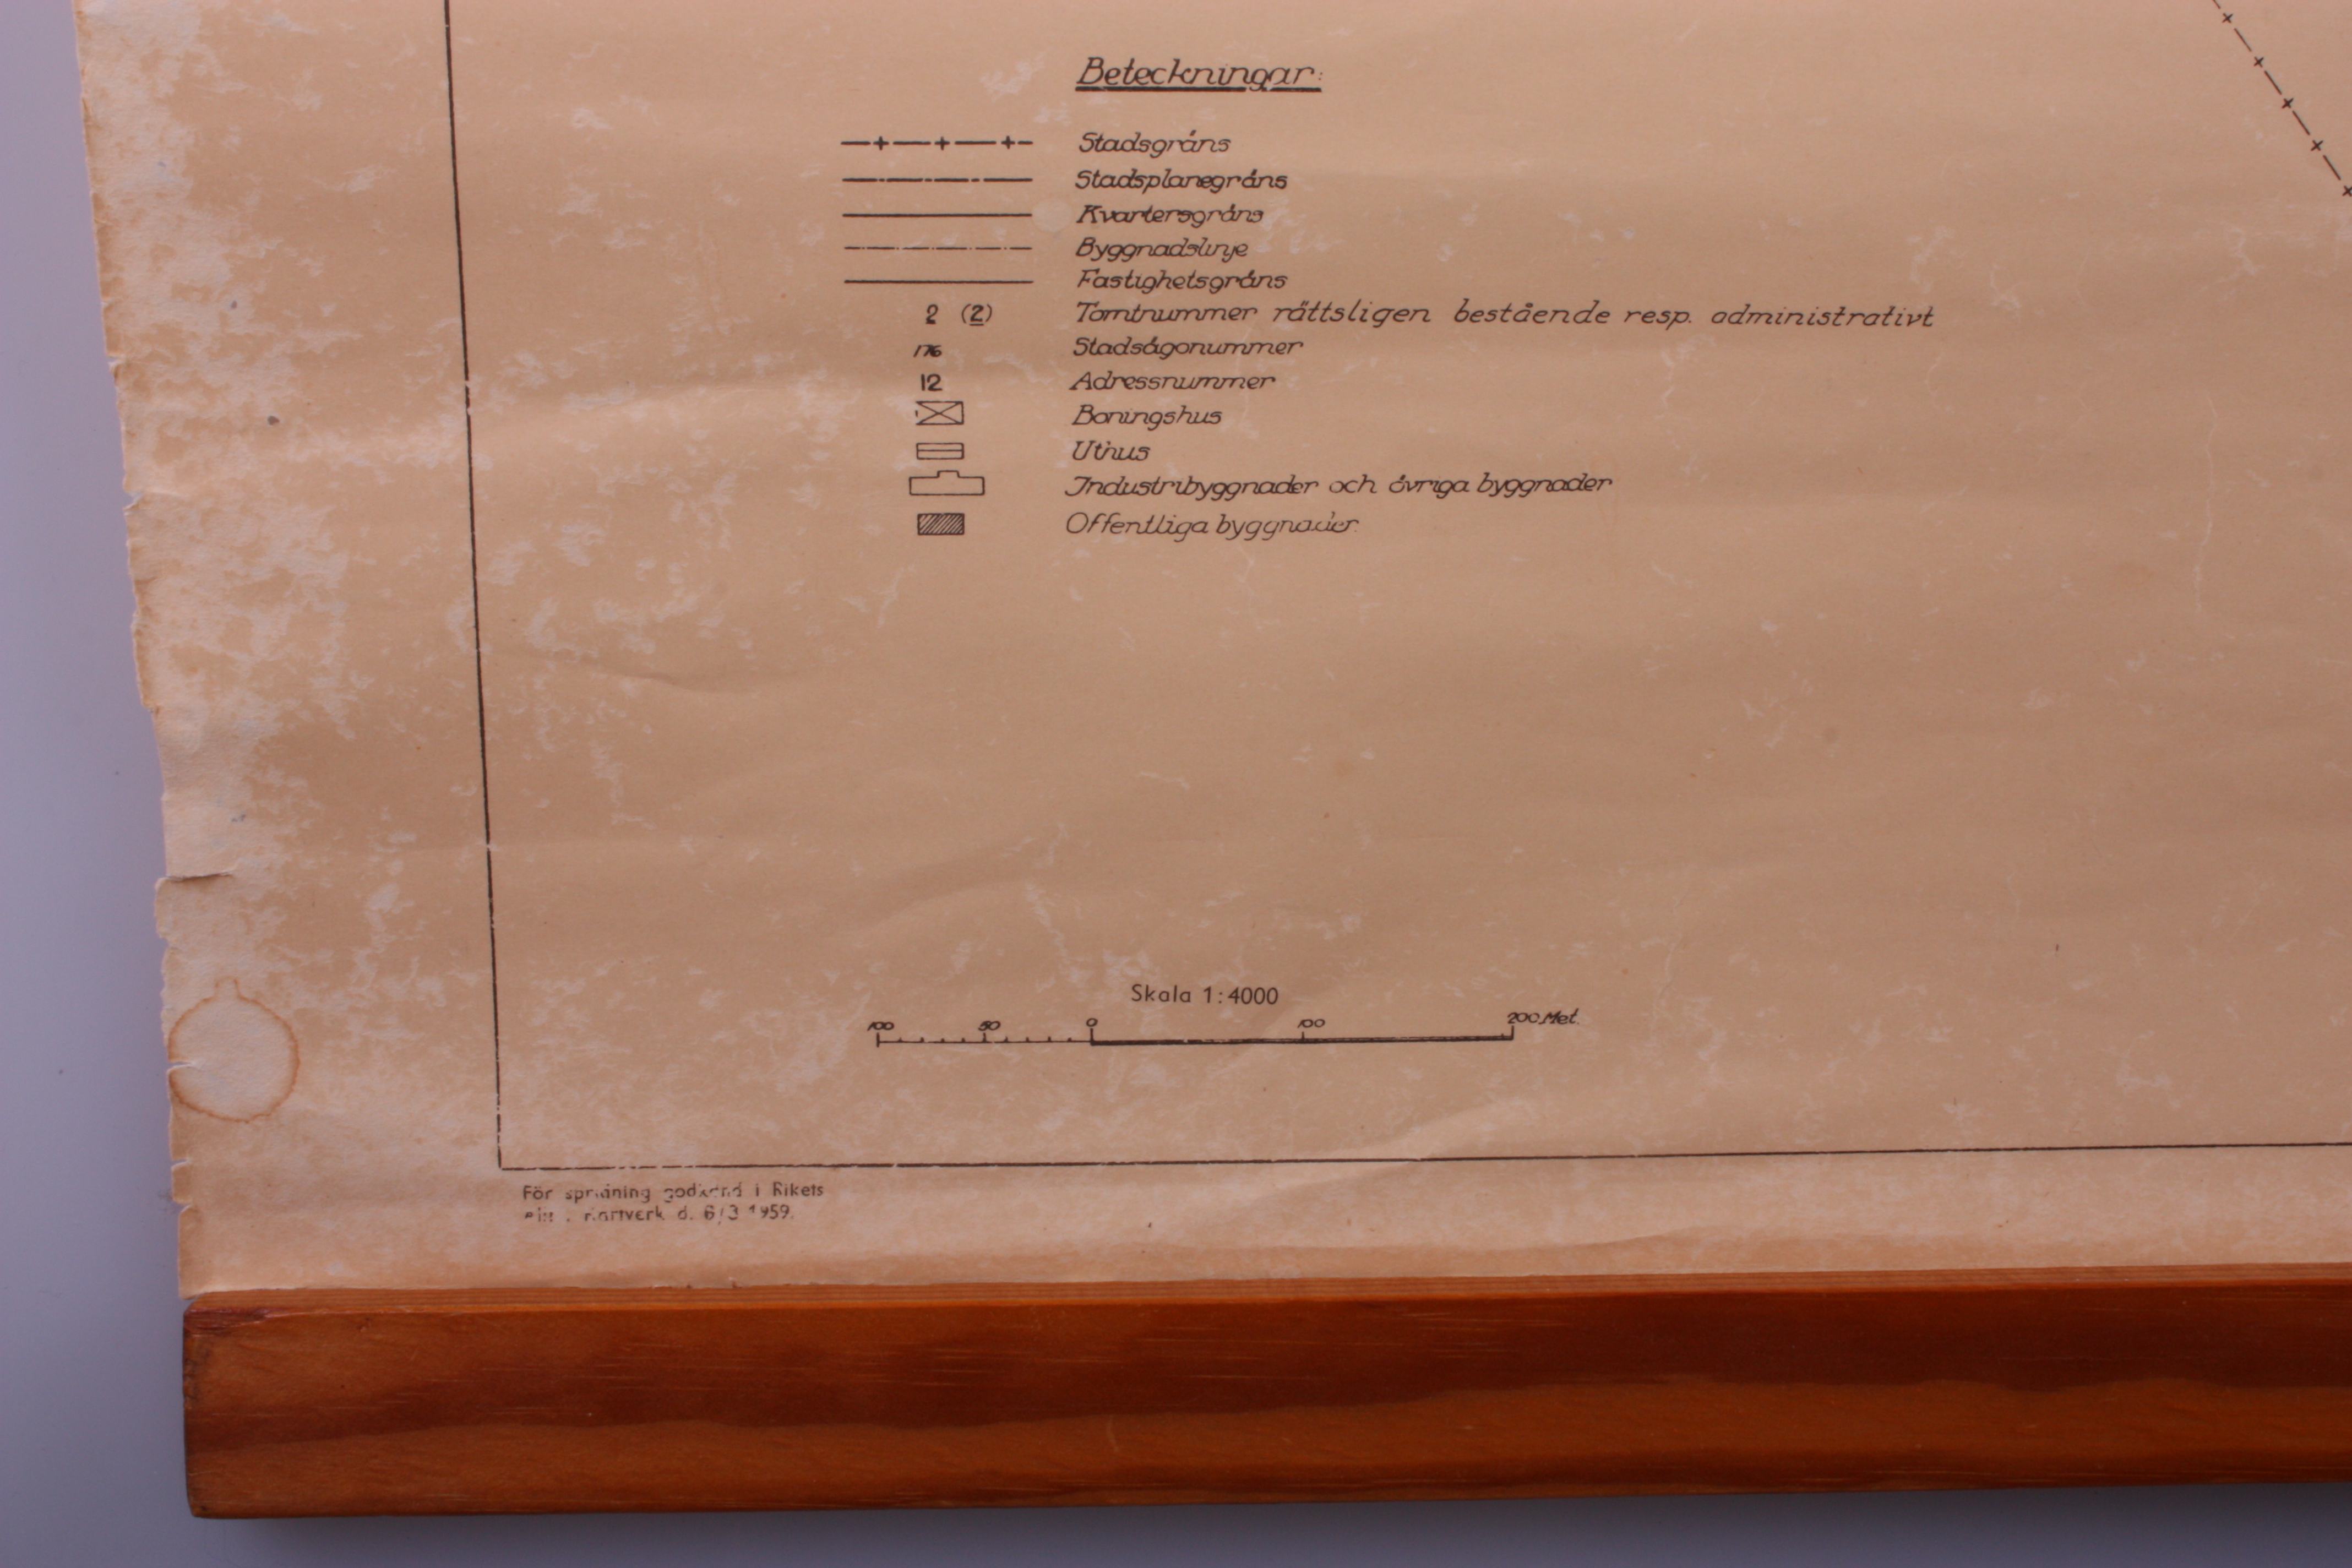 Beteckningar:
Stadsgräns
Stadsplanegräns
Kvartersgräns
Byggnadslinje
Fastighetsgräns
2 (2) Tomtnummer rättsligen bestående resp. administrativt
176 Stadsägonummer
12 Adressnummer
Boningshus
Uthus
Industribyggnader och övriga byggnader
Offentliga byggnader.
Skala 1:4000
100 50 0 100 200 Met.
För spridning godkänd i Rikets
kartverk d. 6/3 1959.